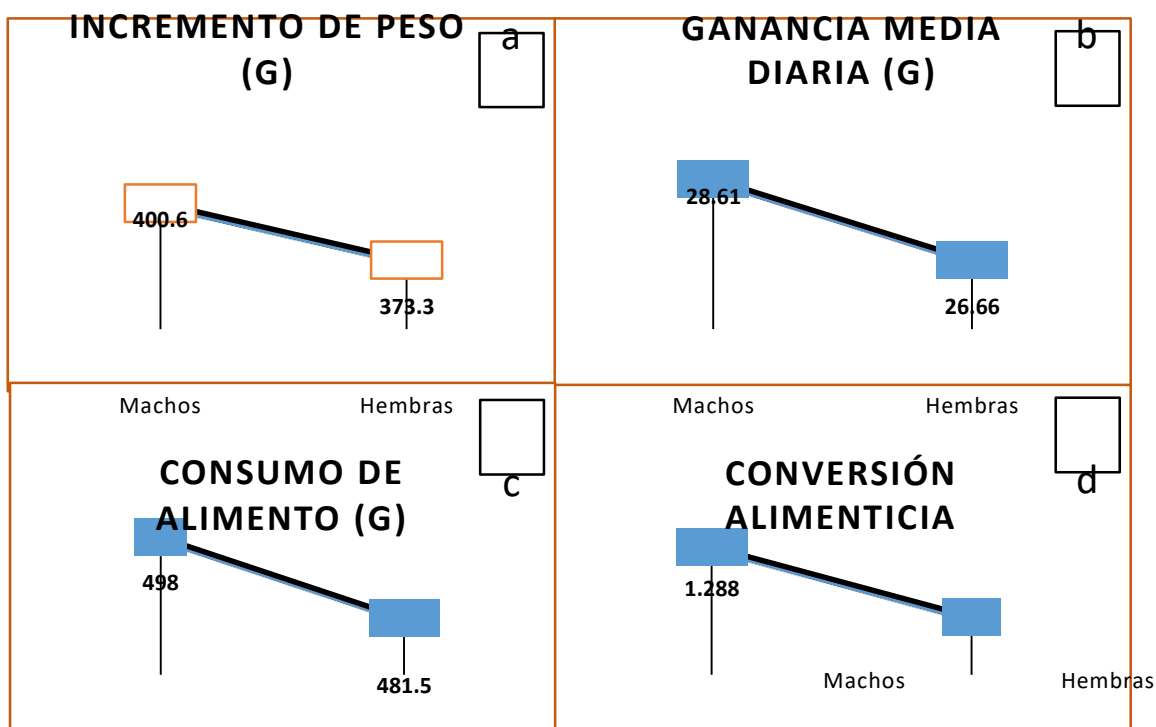 INCREMENTO DE PESO
(G)
a
400.6
373.3
Machos
Hembras
GANANCIA MEDIA
DIARIA (G)
b
28.61
26.66
Machos
Hembras
CONSUMO DE
ALIMENTO (G)
c
498
481.5
CONVERSIÓN
ALIMENTICIA
d
1.288
Machos
Hembras